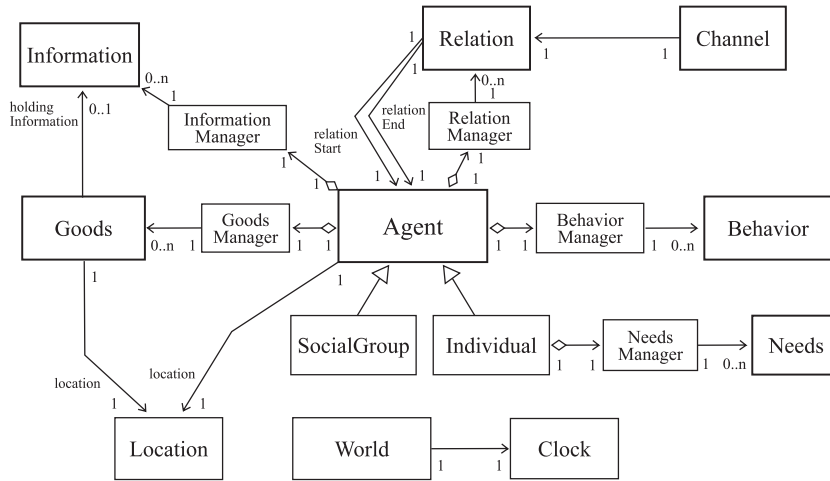 1
Relation
1
Channel
Information
1
1
0..n
1
0..n
holding
Information
0..1
1
Information
Manager
relation
Start
relation
End
1
Relation
Manager
1
1
1
1
1
1
Goods
0..n
1
Goods
Manager
1
1
Agent
1
1
Behavior
Manager
1
0..n
Behavior
1
1
SocialGroup
Individual
1
1
Needs
Manager
1
0..n
Needs
location
location
1
1
Location
World
1
1
Clock